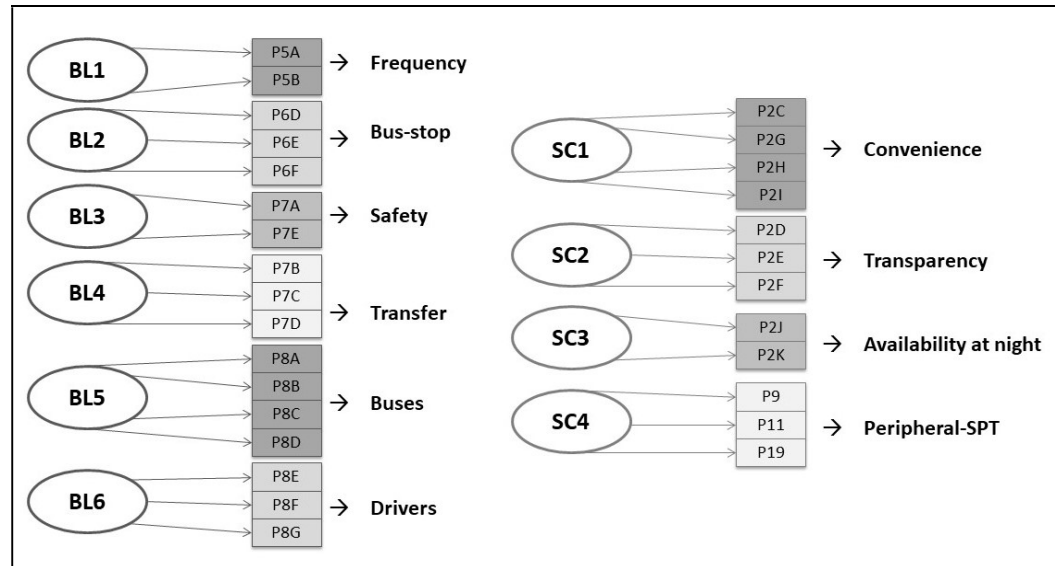 BL1
P5A
P5B
→ Frequency
BL2
P6D
P6E
P6F
→ Bus-stop
BL3
P7A
P7E
→ Safety
BL4
P7B
P7C
P7D
→ Transfer
BL5
P8A
P8B
P8C
P8D
→ Buses
BL6
P8E
P8F
P8G
→ Drivers
SC1
P2C
P2G
P2H
P2I
→ Convenience
SC2
P2D
P2E
P2F
→ Transparency
SC3
P2J
P2K
→ Availability at night
SC4
P9
P11
P19
→ Peripheral-SPT